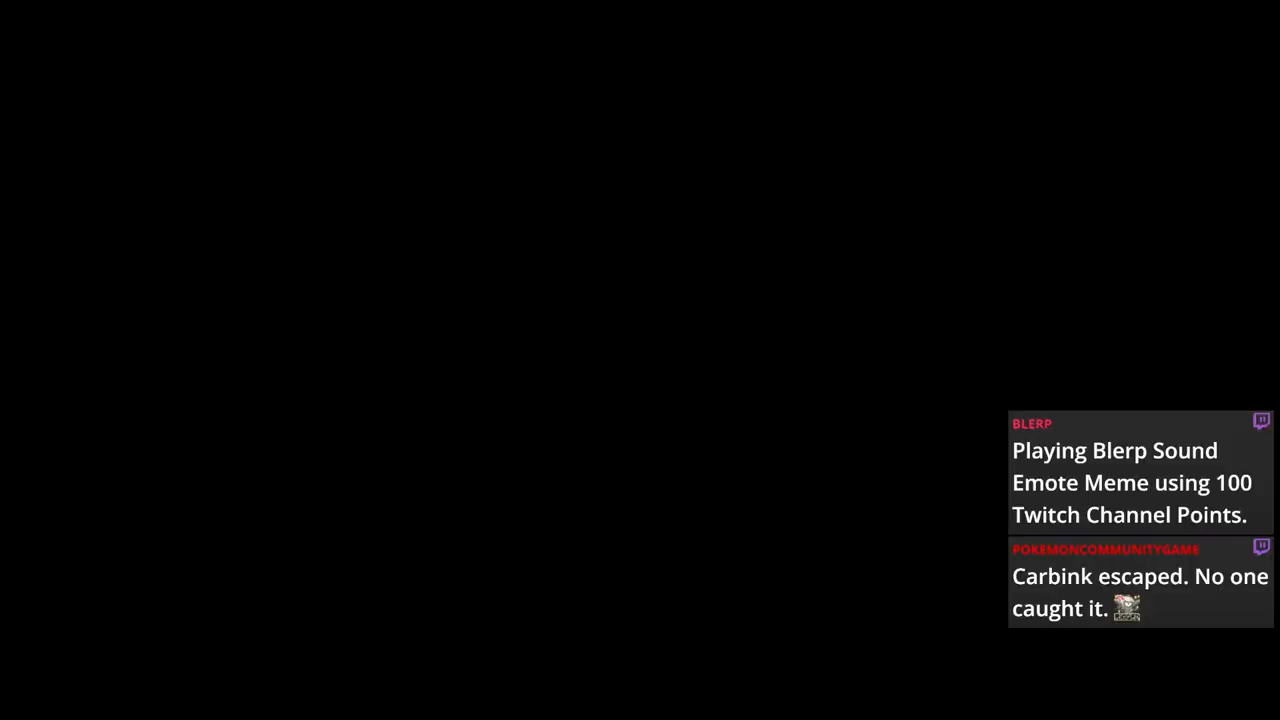 BLERP
Playing Blerp Sound
Emote Meme using 100
Twitch Channel Points.
POKEMONCOMMUNITYGAME
Carbink escaped. No one
caught it.